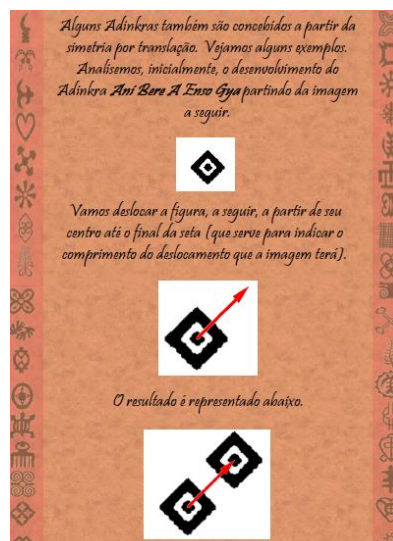 Alguns Adinkras também são concebidos a partir da
simetria por translação. Vejamos alguns exemplos.
Analisemos, inicialmente, o desenvolvimento do
Adinkra Ani Bere A Enso Gya partindo da imagem
a seguir.
Vamos deslocar a figura, a seguir, a partir de seu
centro até o final da seta (que serve para indicar o
comprimento do deslocamento que a imagem terá).
O resultado é representado abaixo.